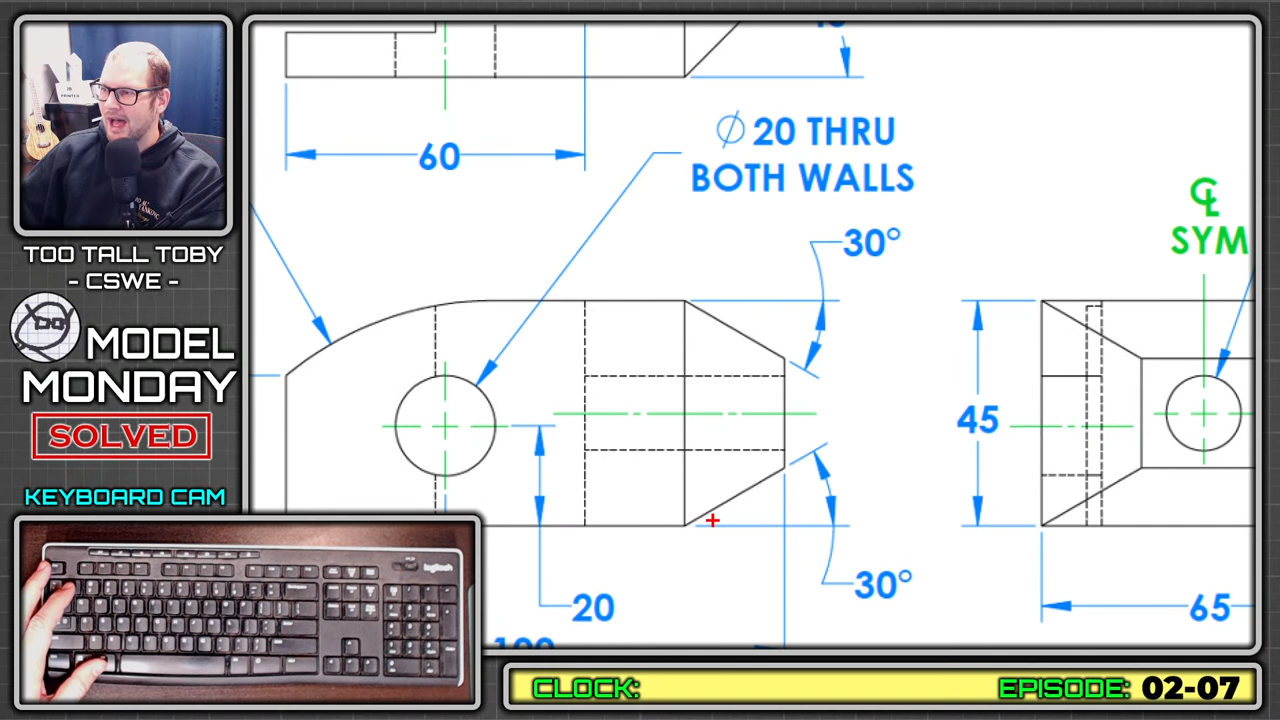 TOO TALL TOBY
- CSWE -
MODEL
MONDAY
SOLVED
KEYBOARD CAM
logitech
60
Ø 20 THRU
BOTH WALLS
30°
℄
SYM
45
30°
20
65
CLOCK:
EPISODE: 02-07